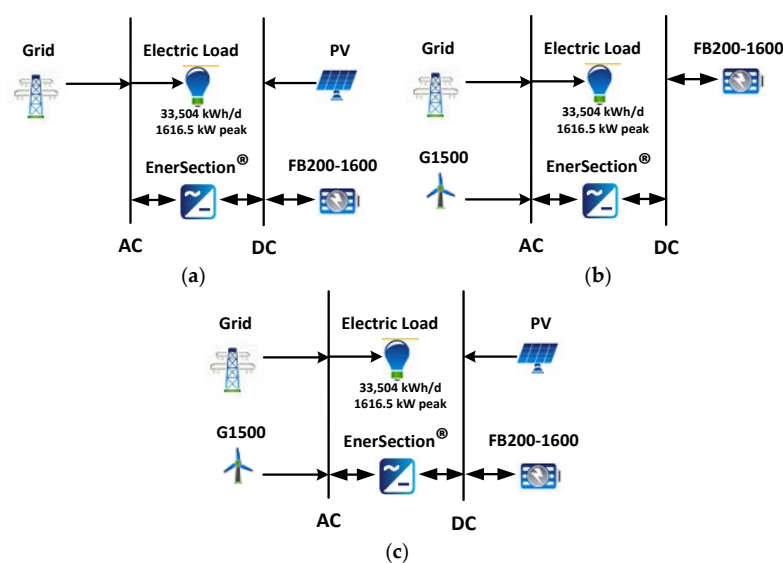 Grid
Electric Load
PV
33,504 kWh/d
1616.5 kW peak
EnerSection®
FB200-1600
AC
DC
(a)
Grid
Electric Load
FB200-1600
33,504 kWh/d
1616.5 kW peak
G1500
EnerSection®
AC
DC
(b)
Grid
Electric Load
PV
33,504 kWh/d
1616.5 kW peak
G1500
EnerSection®
FB200-1600
AC
DC
(c)